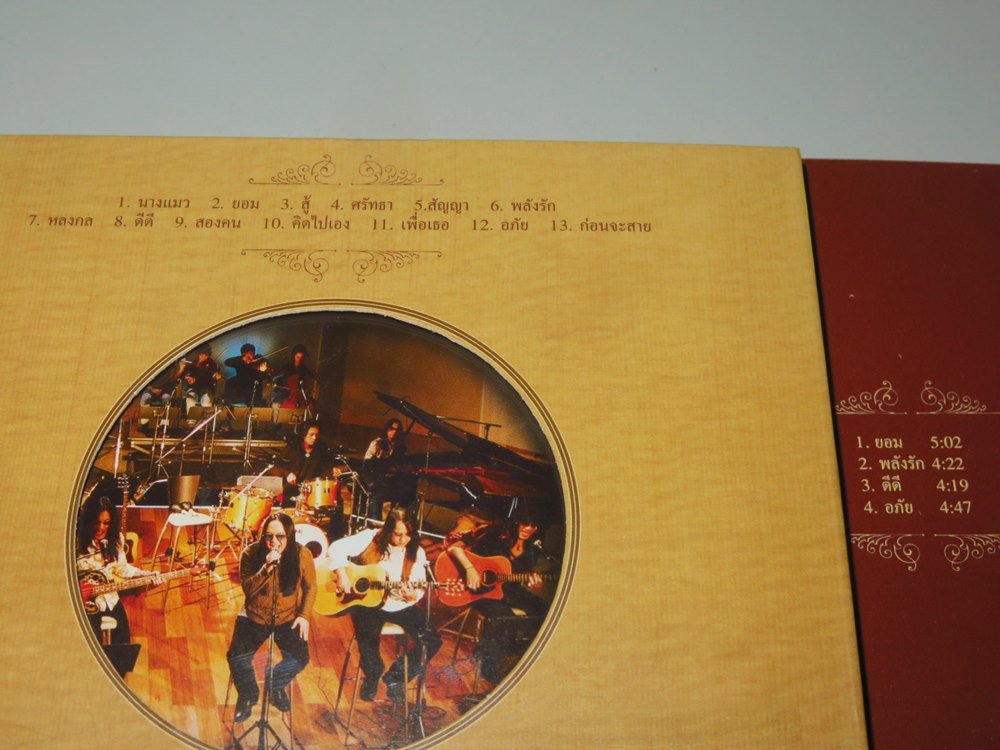 1. นางแมว 2. ยอม 3. สู้ 4. ศรัทธา 5.สัญญา 6. พลังรัก
7. หลงกล 8. ดีดี 9. สองคน 10. คิดไปเอง 11. เพื่อเธอ 12. อภัย 13. ก่อนจะสาย
1. ยอม 5:02
2. พลังรัก 4:22
3. ดีดี 4:19
4. อภัย 4:47